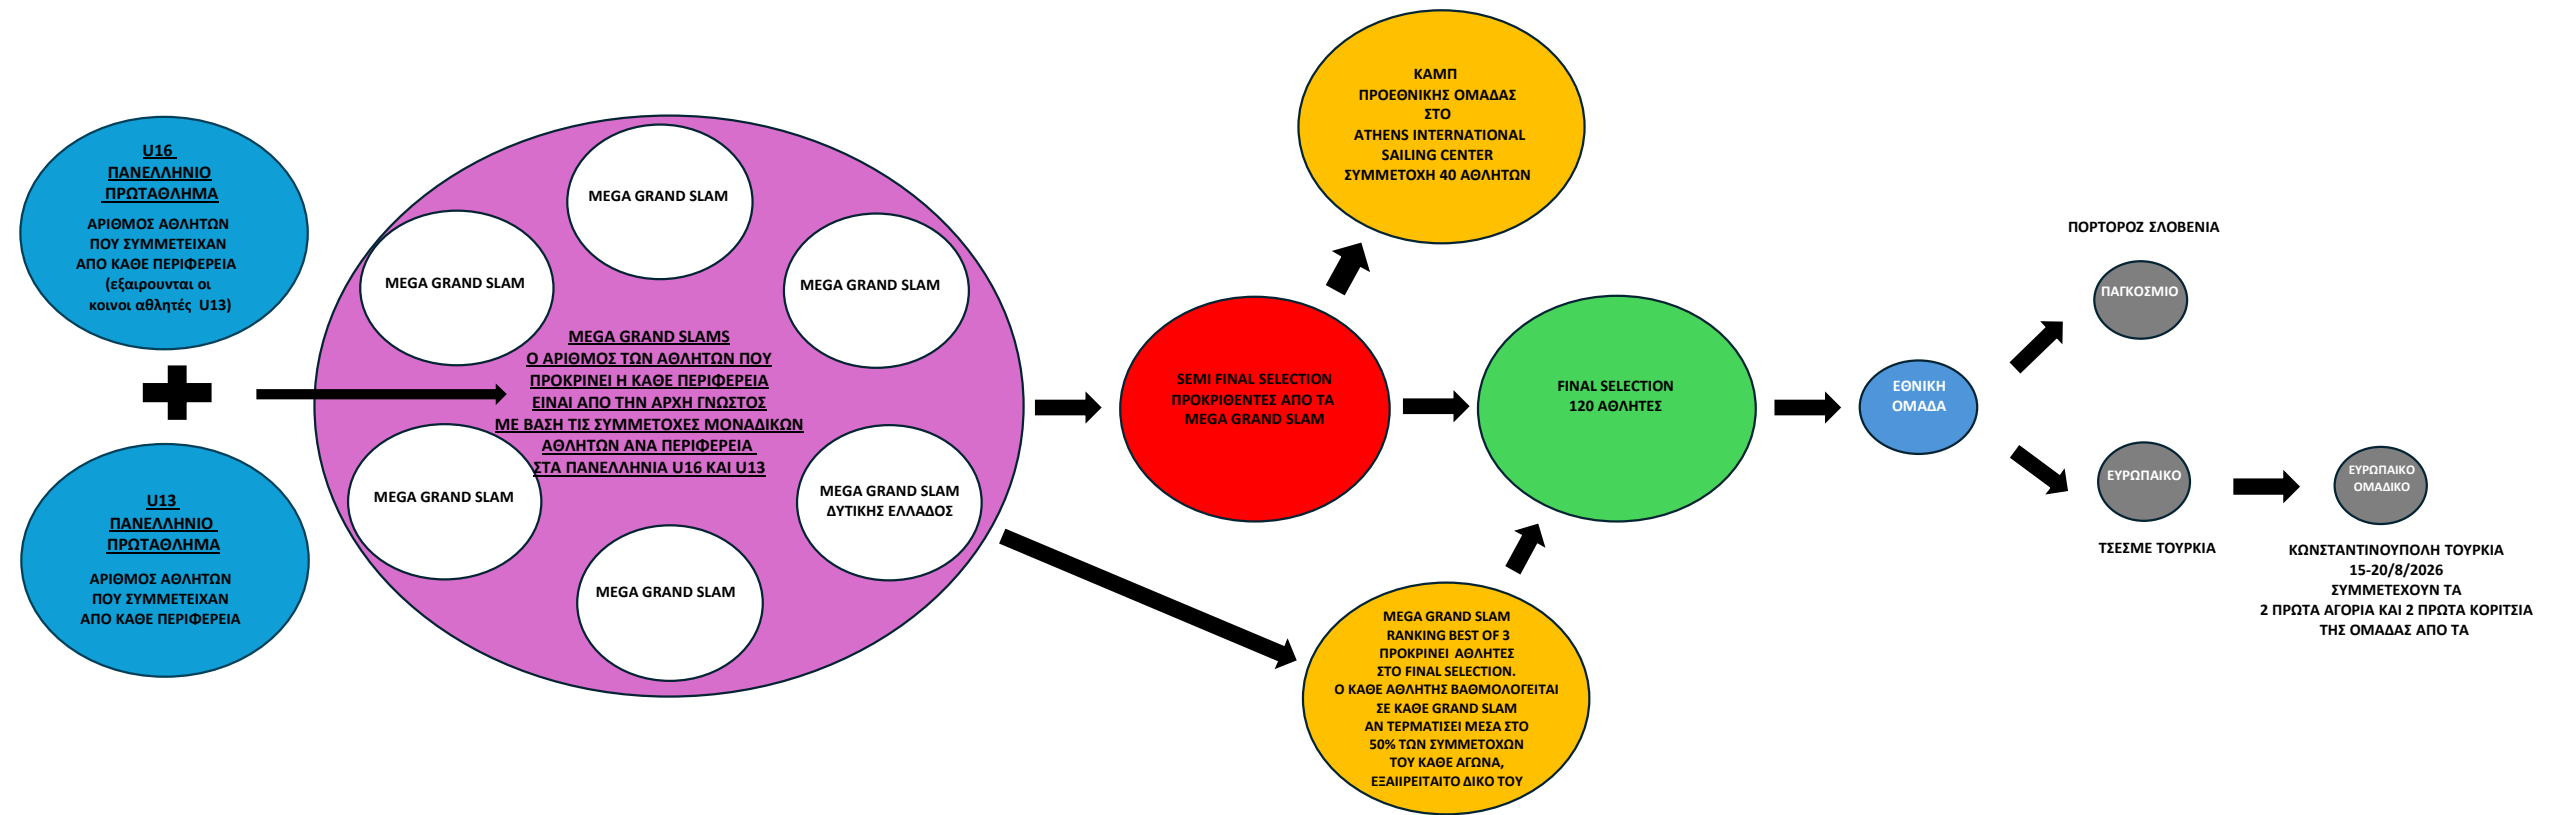 U16
ΠΑΝΕΛΛΗΝΙΟ
ΠΡΩΤΑΘΛΗΜΑ
ΑΡΙΘΜΟΣ ΑΘΛΗΤΩΝ
ΠΟΥ ΣΥΜΜΕΤΕΙΧΑΝ
ΑΠΟ ΚΑΘΕ ΠΕΡΙΦΕΡΕΙΑ
(εξαιρουνται οι
κοινοι αθλητές U13)
U13
ΠΑΝΕΛΛΗΝΙΟ
ΠΡΩΤΑΘΛΗΜΑ
ΑΡΙΘΜΟΣ ΑΘΛΗΤΩΝ
ΠΟΥ ΣΥΜΜΕΤΕΙΧΑΝ
ΑΠΟ ΚΑΘΕ ΠΕΡΙΦΕΡΕΙΑ
MEGA GRAND SLAM
MEGA GRAND SLAM
MEGA GRAND SLAM
MEGA GRAND SLAMS
Ο ΑΡΙΘΜΟΣ ΤΩΝ ΑΘΛΗΤΩΝ ΠΟΥ
ΠΡΟΚΡΙΝΕΙ Η ΚΑΘΕ ΠΕΡΙΦΕΡΕΙΑ
ΕΙΝΑΙ ΑΠΟ ΤΗΝ ΑΡΧΗ ΓΝΩΣΤΟΣ
ΜΕ ΒΑΣΗ ΤΙΣ ΣΥΜΜΕΤΟΧΕΣ ΜΟΝΑΔΙΚΩΝ
ΑΘΛΗΤΩΝ ΑΝΑ ΠΕΡΙΦΕΡΕΙΑ
ΣΤΑ ΠΑΝΕΛΛΗΝΙΑ U16 ΚΑΙ U13
MEGA GRAND SLAM
MEGA GRAND SLAM
ΔΥΤΙΚΗΣ ΕΛΛΑΔΟΣ
MEGA GRAND SLAM
SEMI FINAL SELECTION
ΠΡΟΚΡΙΘΕΝΤΕΣ ΑΠΟ ΤΑ
MEGA GRAND SLAM
ΚΑΜΠ
ΠΡΟΕΘΝΙΚΗΣ ΟΜΑΔΑΣ
ΣΤΟ
ATHENS INTERNATIONAL
SAILING CENTER
ΣΥΜΜΕΤΟΧΗ 40 ΑΘΛΗΤΩΝ
FINAL SELECTION
120 ΑΘΛΗΤΕΣ
MEGA GRAND SLAM
RANKING BEST OF 3
ΠΡΟΚΡΙΝΕΙ ΑΘΛΗΤΕΣ
ΣΤΟ FINAL SELECTION.
Ο ΚΑΘΕ ΑΘΛΗΤΗΣ ΒΑΘΜΟΛΟΓΕΙΤΑΙ
ΣΕ ΚΑΘΕ GRAND SLAM
ΑΝ ΤΕΡΜΑΤΙΣΕΙ ΜΕΣΑ ΣΤΟ
50% ΤΩΝ ΣΥΜΜΕΤΟΧΩΝ
ΤΟΥ ΚΑΘΕ ΑΓΩΝΑ,
ΕΞΑΙΙΡΕΙΤΑΙΤΟ ΔΙΚΟ ΤΟΥ
ΕΘΝΙΚΗ
ΟΜΑΔΑ
ΠΟΡΤΟΡΟΖ ΣΛΟΒΕΝΙΑ
ΠΑΓΚΟΣΜΙΟ
ΕΥΡΩΠΑΙΚΟ
ΤΣΕΣΜΕ ΤΟΥΡΚΙΑ
ΕΥΡΩΠΑΙΚΟ
ΟΜΑΔΙΚΟ
ΚΩΝΣΤΑΝΤΙΝΟΥΠΟΛΗ ΤΟΥΡΚΙΑ
15-20/8/2026
ΣΥΜΜΕΤΕΧΟΥΝ ΤΑ
2 ΠΡΩΤΑ ΑΓΟΡΙΑ ΚΑΙ 2 ΠΡΩΤΑ ΚΟΡΙΤΣΙΑ
ΤΗΣ ΟΜΑΔΑΣ ΑΠΟ ΤΑ